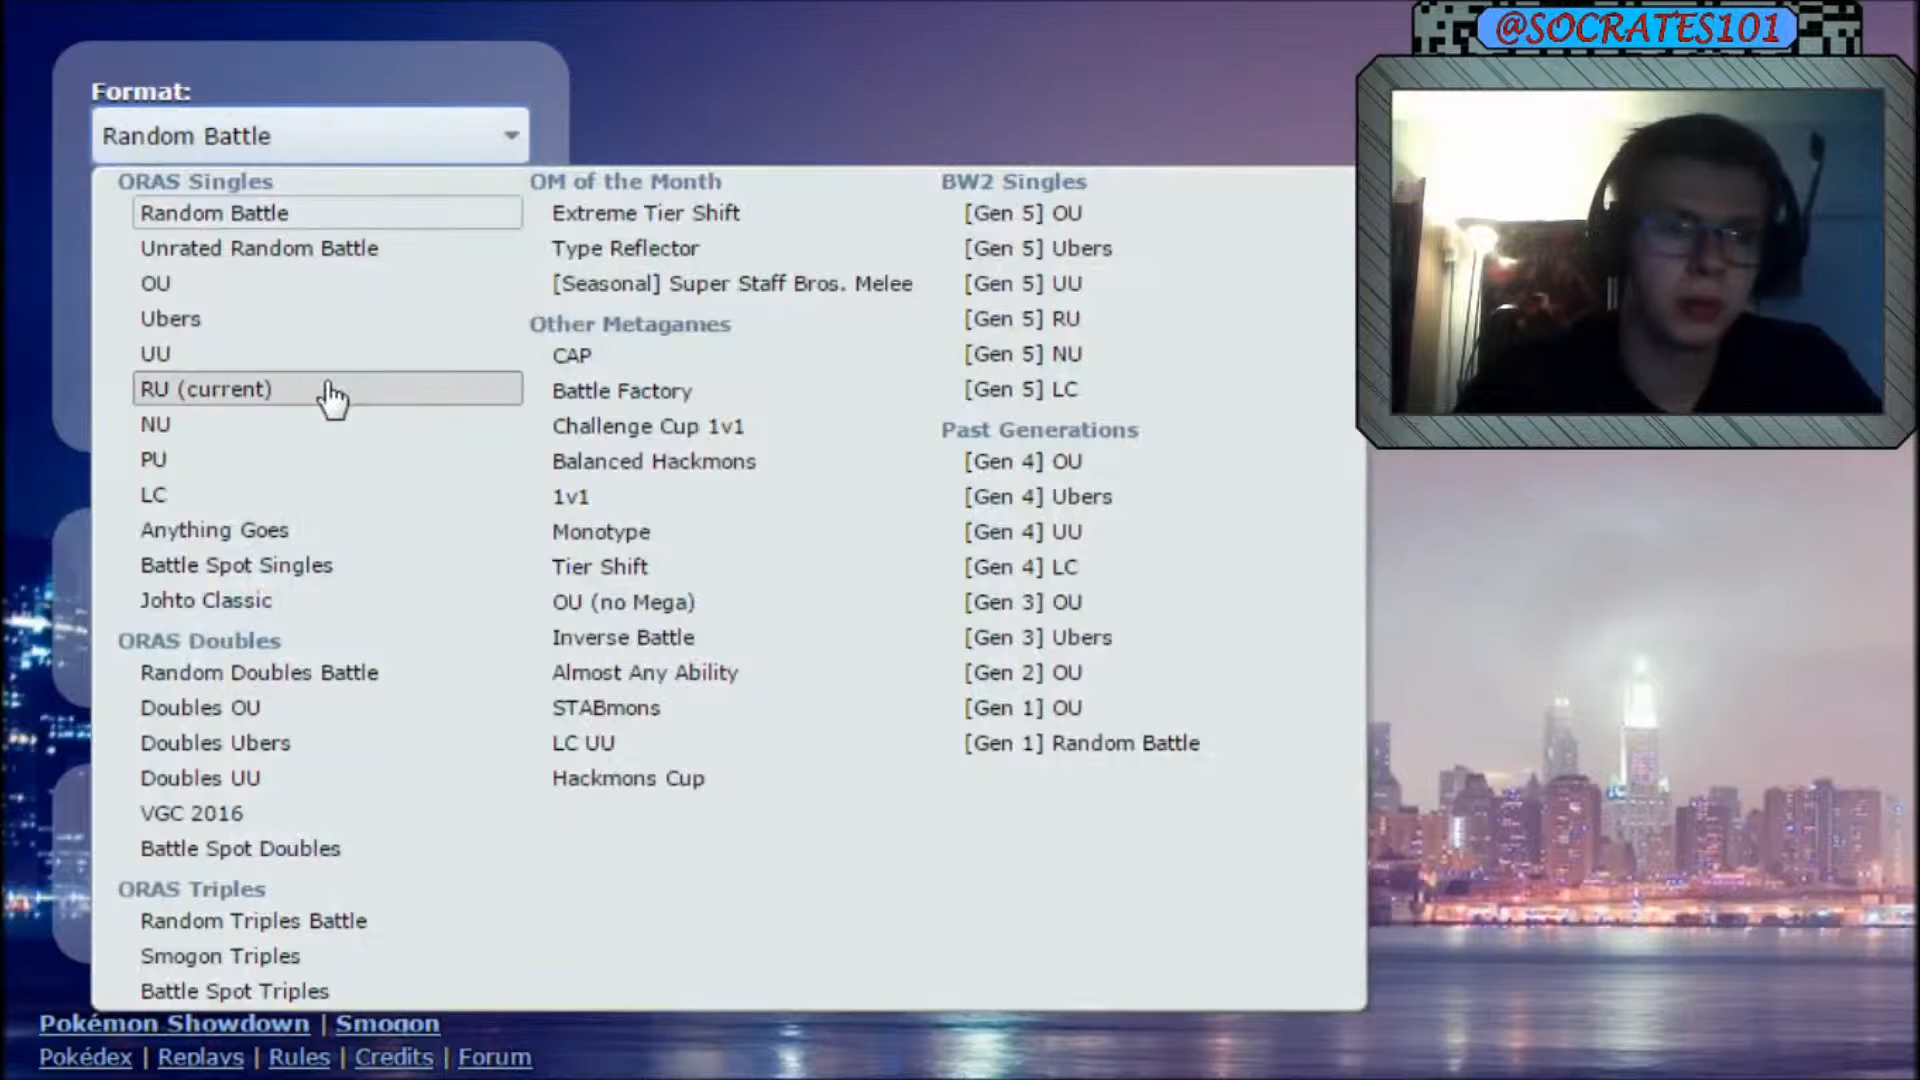 @SOCRATES101
Format:
Random Battle
ORAS Singles
Random Battle
Unrated Random Battle
OU
Ubers
UU
RU (current)
NU
PU
LC
Anything Goes
Battle Spot Singles
Johto Classic
ORAS Doubles
Random Doubles Battle
Doubles OU
Doubles Ubers
Doubles UU
VGC 2016
Battle Spot Doubles
ORAS Triples
Random Triples Battle
Smogon Triples
Battle Spot Triples
OM of the Month
Extreme Tier Shift
Type Reflector
[Seasonal] Super Staff Bros. Melee
Other Metagames
CAP
Battle Factory
Challenge Cup 1v1
Balanced Hackmons
1v1
Monotype
Tier Shift
OU (no Mega)
Inverse Battle
Almost Any Ability
STABmons
LC UU
Hackmons Cup
BW2 Singles
[Gen 5] OU
[Gen 5] Ubers
[Gen 5] UU
[Gen 5] RU
[Gen 5] NU
[Gen 5] LC
Past Generations
[Gen 4] OU
[Gen 4] Ubers
[Gen 4] UU
[Gen 4] LC
[Gen 3] OU
[Gen 3] Ubers
[Gen 2] OU
[Gen 1] OU
[Gen 1] Random Battle
Pokémon Showdown | Smogon
Pokédex | Replays | Rules | Credits | Forum